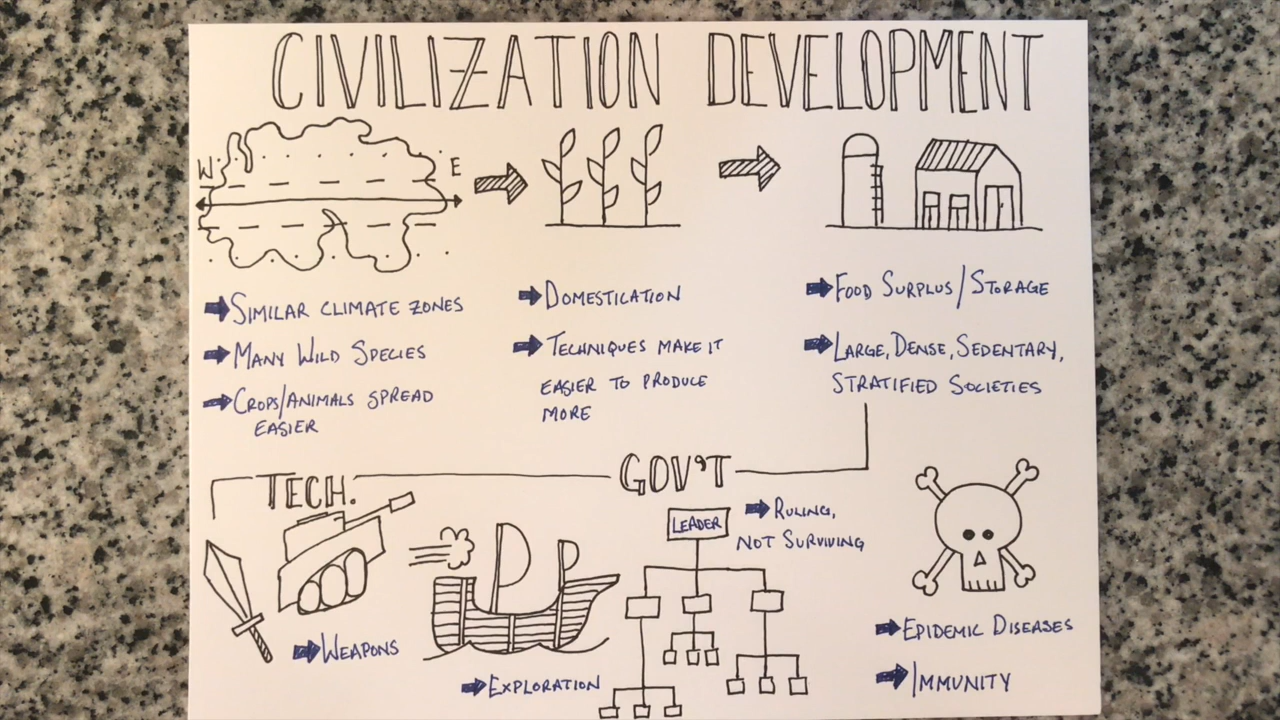 CIVILIZATION DEVELOPMENT
W
E
SIMILAR CLIMATE ZONES
MANY WILD SPECIES
CROPS/ANIMALS SPREAD
EASIER
DOMESTICATION
TECHNIQUES MAKE IT
EASIER TO PRODUCE
MORE
FOOD SURPLUS/STORAGE
LARGE, DENSE, SEDENTARY,
STRATIFIED SOCIETIES
TECH.
GOV'T
LEADER
RULING,
NOT SURVIVING
WEAPONS
EXPLORATION
EPIDEMIC DISEASES
IMMUNITY